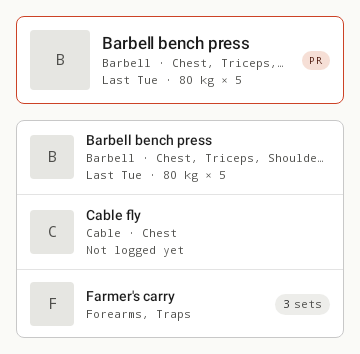 B
Barbell bench press
Barbell · Chest, Triceps,…
Last Tue · 80 kg × 5
PR
B
Barbell bench press
Barbell · Chest, Triceps, Shoulde…
Last Tue · 80 kg × 5
C
Cable fly
Cable · Chest
Not logged yet
F
Farmer's carry
Forearms, Traps
3 sets